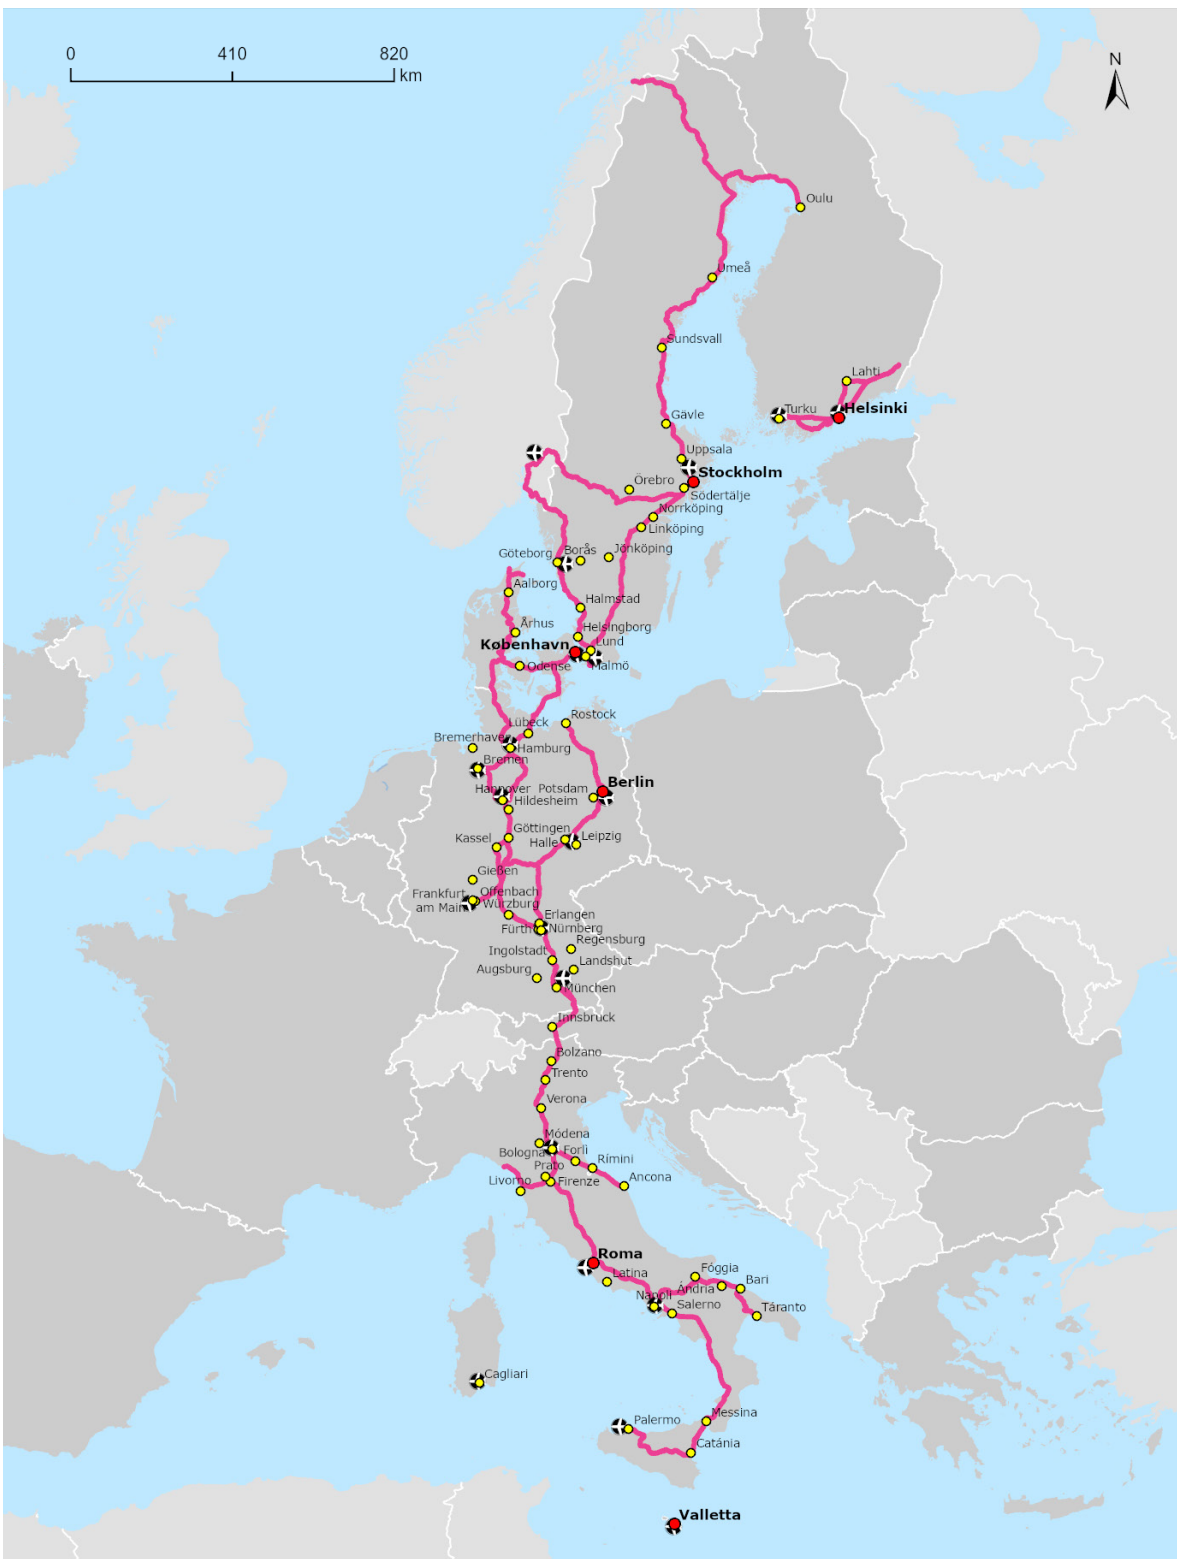 0 410 820
km
N
Oulu
Umeå
Sundsvall
Lahti
Turku
Helsinki
Gävle
Uppsala
Stockholm
Örebro
Södertälje
Norrköping
Linköping
Göteborg
Borås
Jönköping
Aalborg
Halmstad
Århus
Helsingborg
København
Lund
Odense
Malmö
Rostock
Lübeck
Bremerhaven
Hamburg
Bremen
Berlin
Hannover
Potsdam
Hildesheim
Göttingen
Kassel
Leipzig
Halle
Gießen
Frankfurt
am Main
Offenbach
Würzburg
Erlangen
Fürth
Nürnberg
Regensburg
Ingolstadt
Landshut
Augsburg
München
Innsbruck
Bolzano
Trento
Verona
Módena
Bologna
Forlì
Prato
Rímini
Livorno
Firenze
Ancona
Roma
Latina
Fóggia
Ándria
Bari
Napoli
Salerno
Táranto
Cagliari
Messina
Palermo
Catánia
Valletta